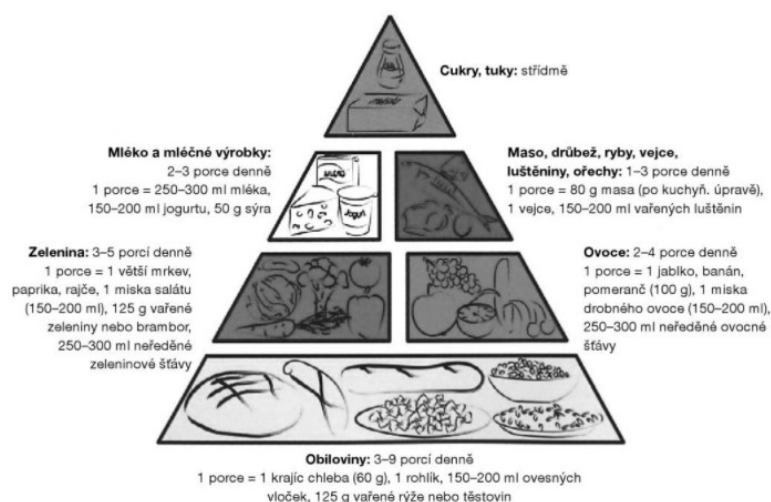 Cukry, tuky: střídmě
Mléko a mléčné výrobky:
2–3 porce denně
1 porce = 250–300 ml mléka,
150–200 ml jogurtu, 50 g sýra
Maso, drůbež, ryby, vejce,
luštěniny, ořechy: 1–3 porce denně
1 porce = 80 g masa (po kuchyň. úpravě),
1 vejce, 150–200 ml vařených luštěnin
Zelenina: 3–5 porcí denně
1 porce = 1 větší mrkev,
paprika, rajče, 1 miska salátu
(150–200 ml), 125 g vařené
zeleniny nebo brambor,
250–300 ml neředěné
zeleninové šťávy
Ovoce: 2–4 porce denně
1 porce = 1 jablko, banán,
pomeranč (100 g), 1 miska
drobného ovoce (150–200 ml),
250–300 ml neředěné ovocné
šťávy
Obiloviny: 3–9 porcí denně
1 porce = 1 krajíc chleba (60 g), 1 rohlík, 150–200 ml ovesných
vloček, 125 g vařené rýže nebo těstovin